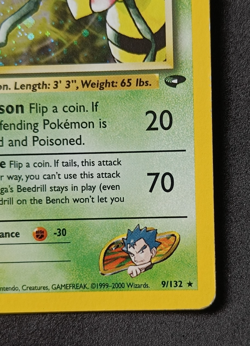 n. Length: 3' 3", Weight: 65 lbs.
son Flip a coin. If
fending Pokémon is 20
d and Poisoned.
e Flip a coin. If tails, this attack
r way, you can't use this attack
ga's Beedrill stays in play (even 70
drill on the Bench won't let you
ance -30
intendo, Creatures, GAMEFREAK. ©1999-2000 Wizards. 9/132 ★